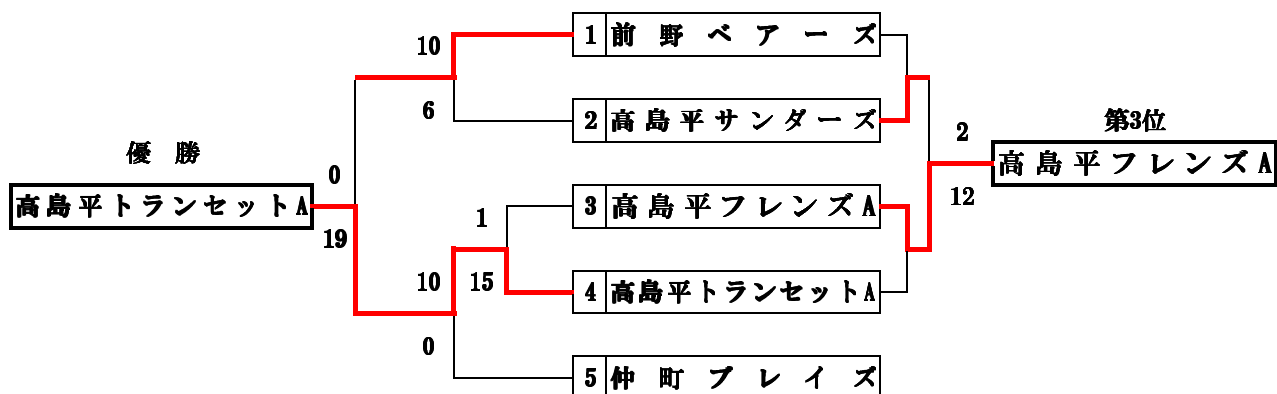 1 前野ベアーズ
10
6
2 高島平サンダーズ
優勝
0
高島平トランセットA
19
3 高島平フレンズA
1
10
15
4 高島平トランセットA
0
5 仲町ブレイズ
第3位
2
高島平フレンズA
12